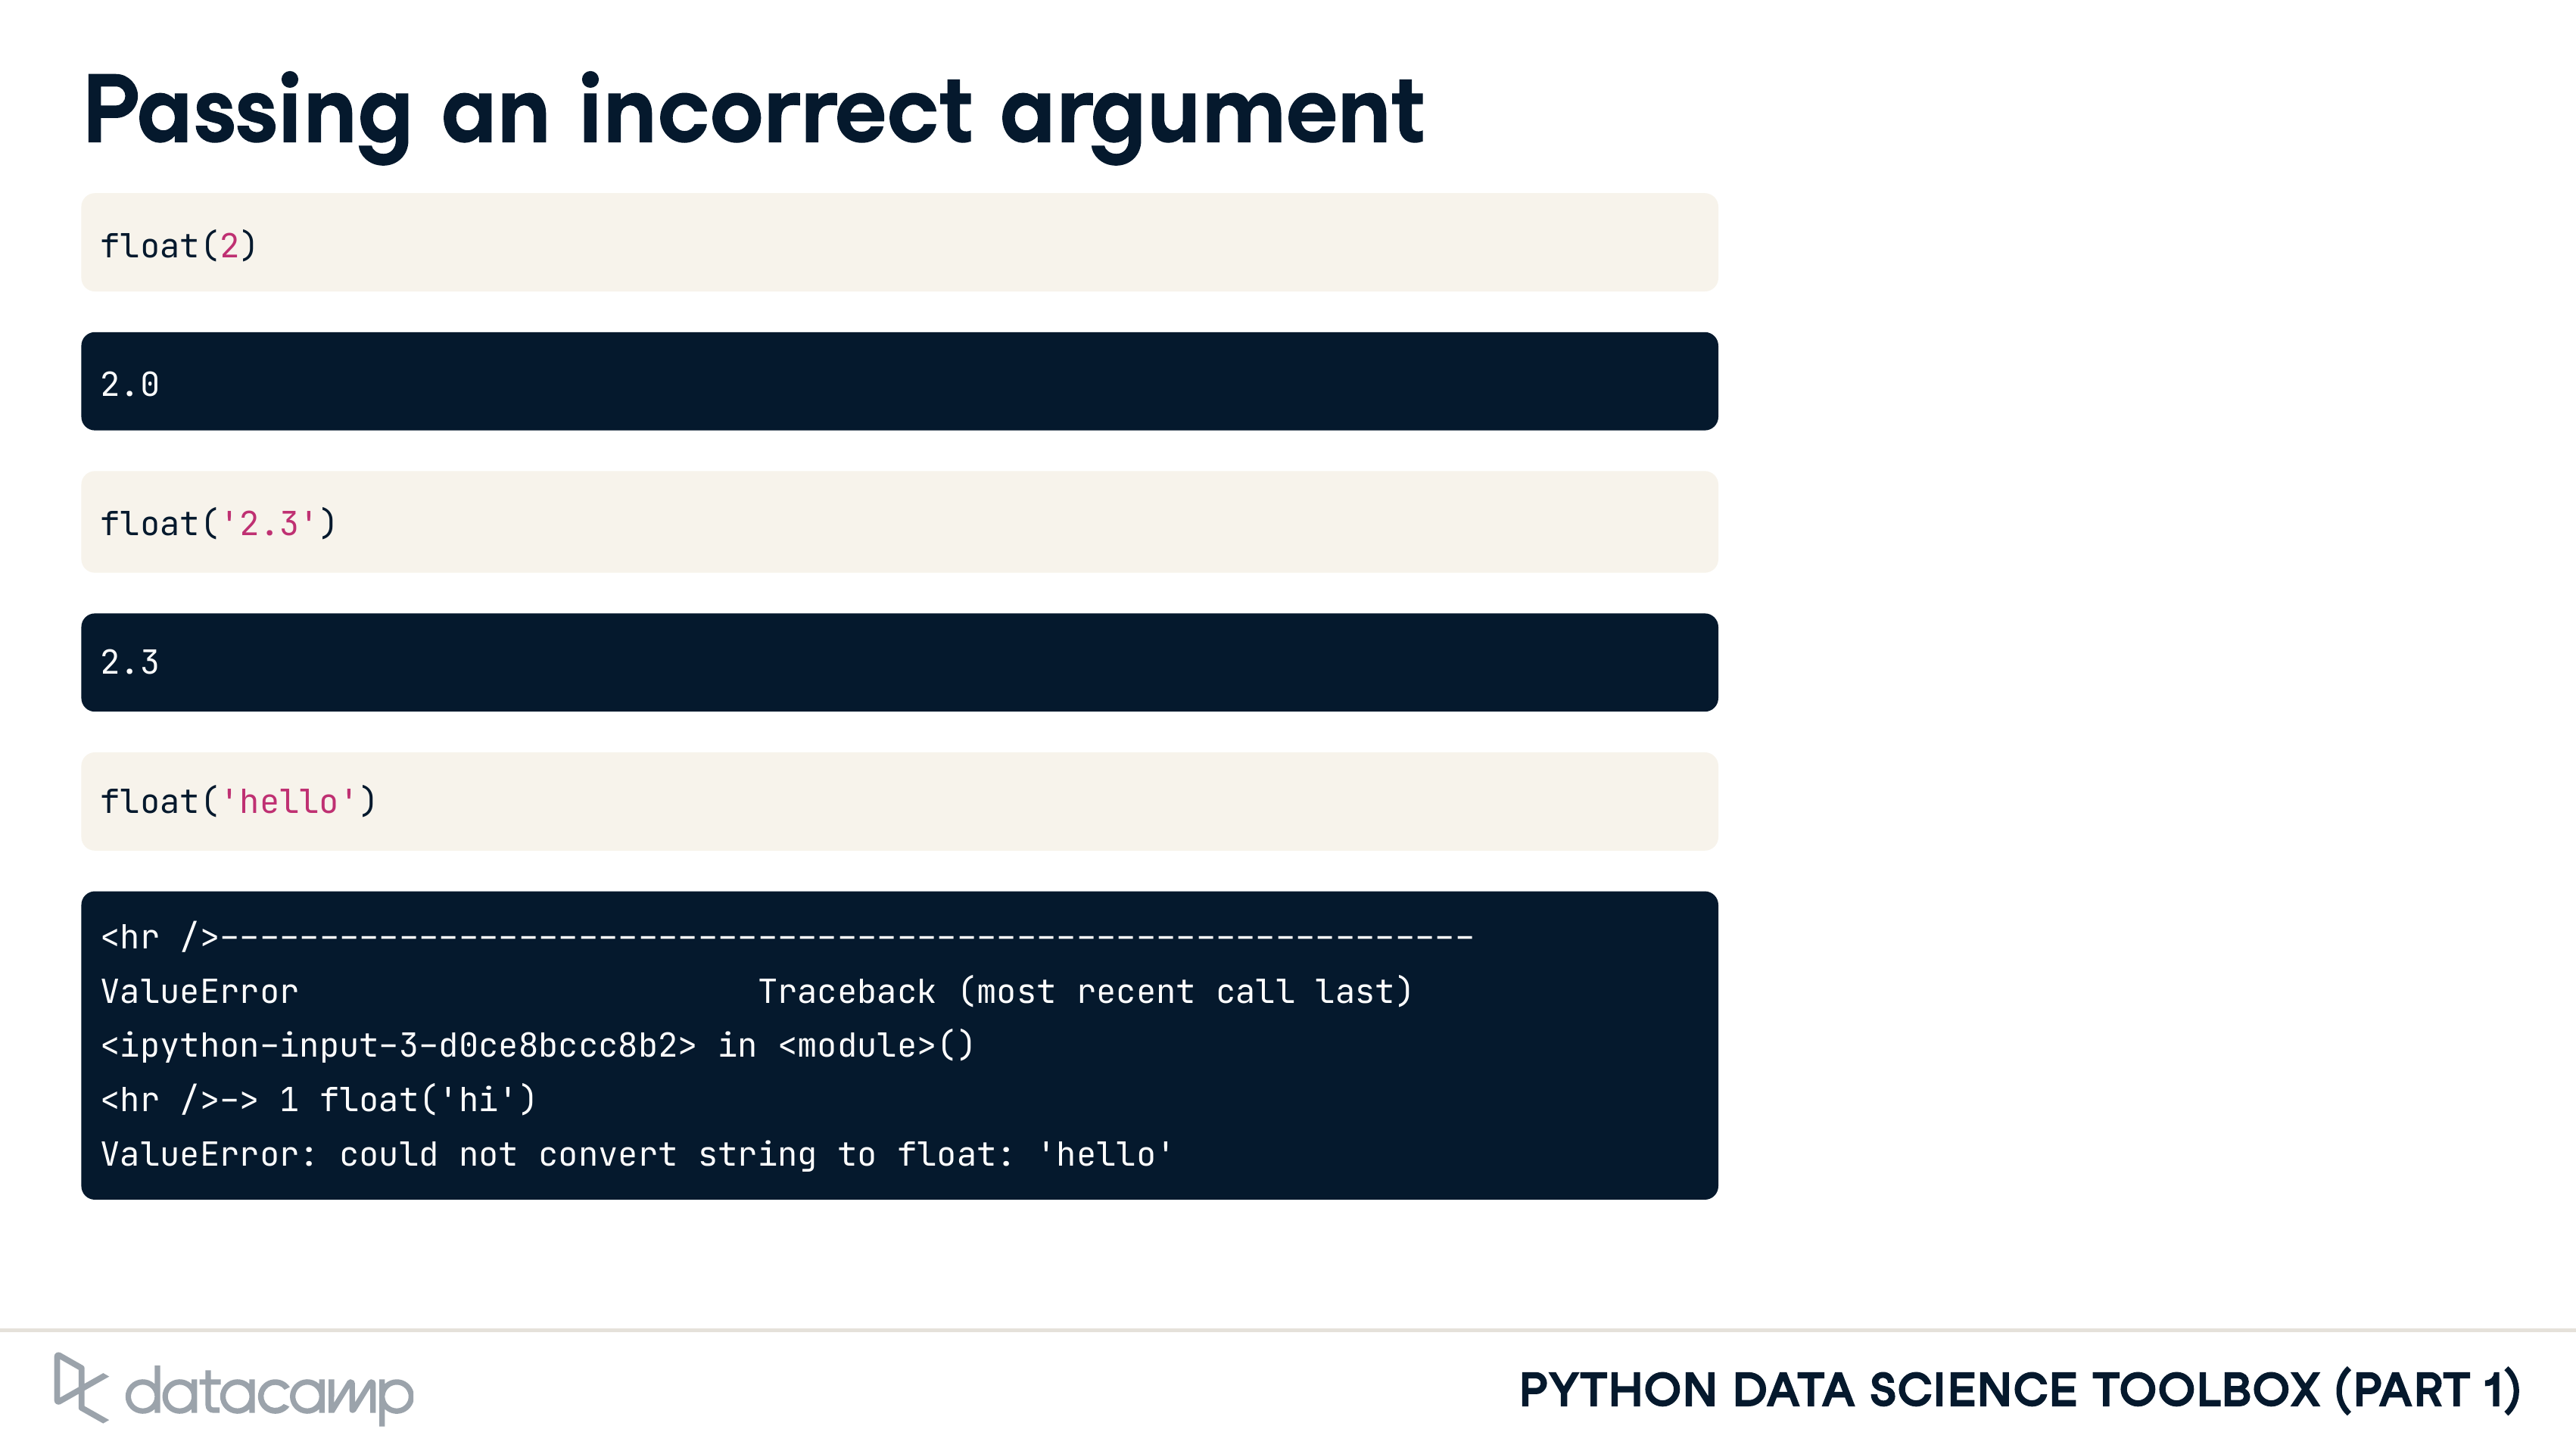 Passing an incorrect argument
float(2)
2.0
float('2.3')
2.3
float('hello')
<hr />---------------------------------------------------------------
ValueError                       Traceback (most recent call last)
<ipython-input-3-d0ce8bccc8b2> in <module>()
<hr />-> 1 float('hi')
ValueError: could not convert string to float: 'hello'
datacamp
PYTHON DATA SCIENCE TOOLBOX (PART 1)